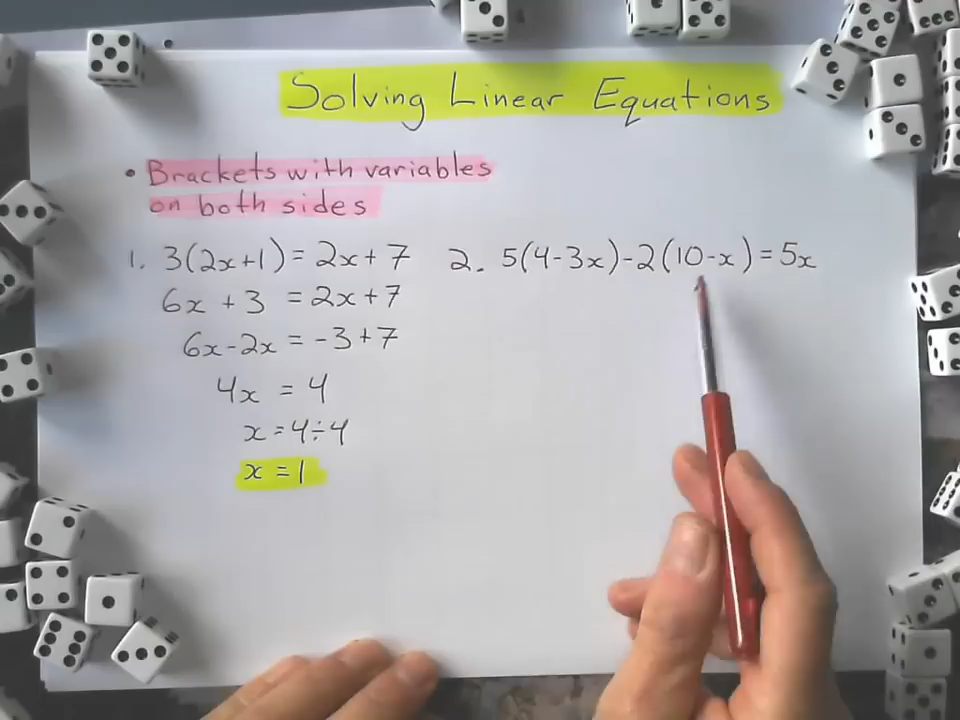 Solving Linear Equations
• Brackets with variables
on both sides
1. 3(2x+1) = 2x+7
6x + 3 = 2x+7
6x-2x = -3+7
4x = 4
x = 4÷4
x = 1
2. 5(4-3x)-2(10-x) = 5x